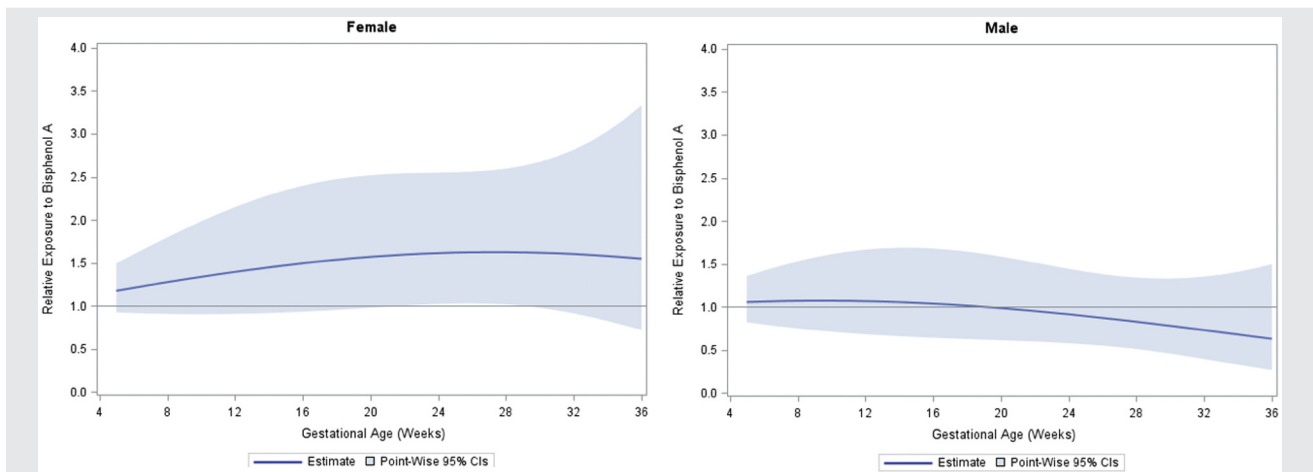 Female
4.0
3.5
3.0
2.5
2.0
1.5
1.0
0.5
0.0
Relative Exposure to Bisphenol A
4 8 12 16 20 24 28 32 36
Gestational Age (Weeks)
Estimate Point-Wise 95% CIs
Male
4.0
3.5
3.0
2.5
2.0
1.5
1.0
0.5
0.0
Relative Exposure to Bisphenol A
4 8 12 16 20 24 28 32 36
Gestational Age (Weeks)
Estimate Point-Wise 95% CIs